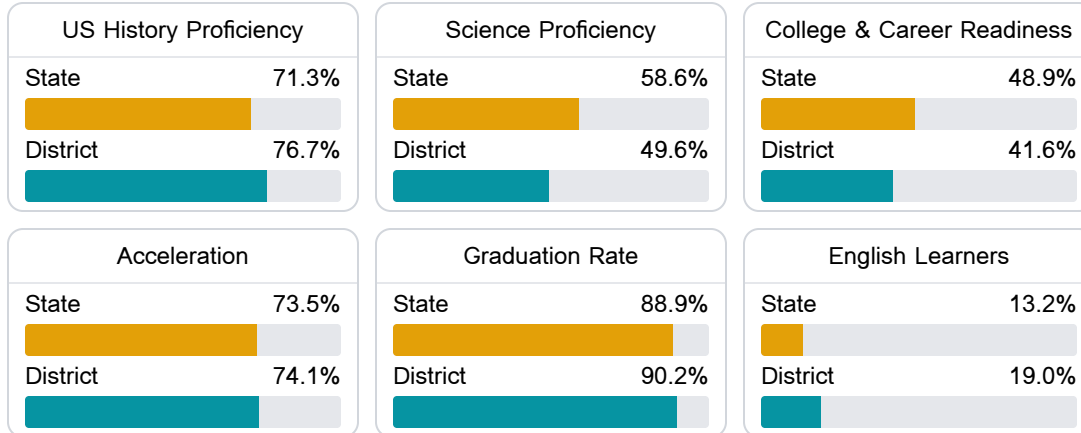 US History Proficiency
State 71.3%
District 76.7%
Science Proficiency
State 58.6%
District 49.6%
College & Career Readiness
State 48.9%
District 41.6%
Acceleration
State 73.5%
District 74.1%
Graduation Rate
State 88.9%
District 90.2%
English Learners
State 13.2%
District 19.0%